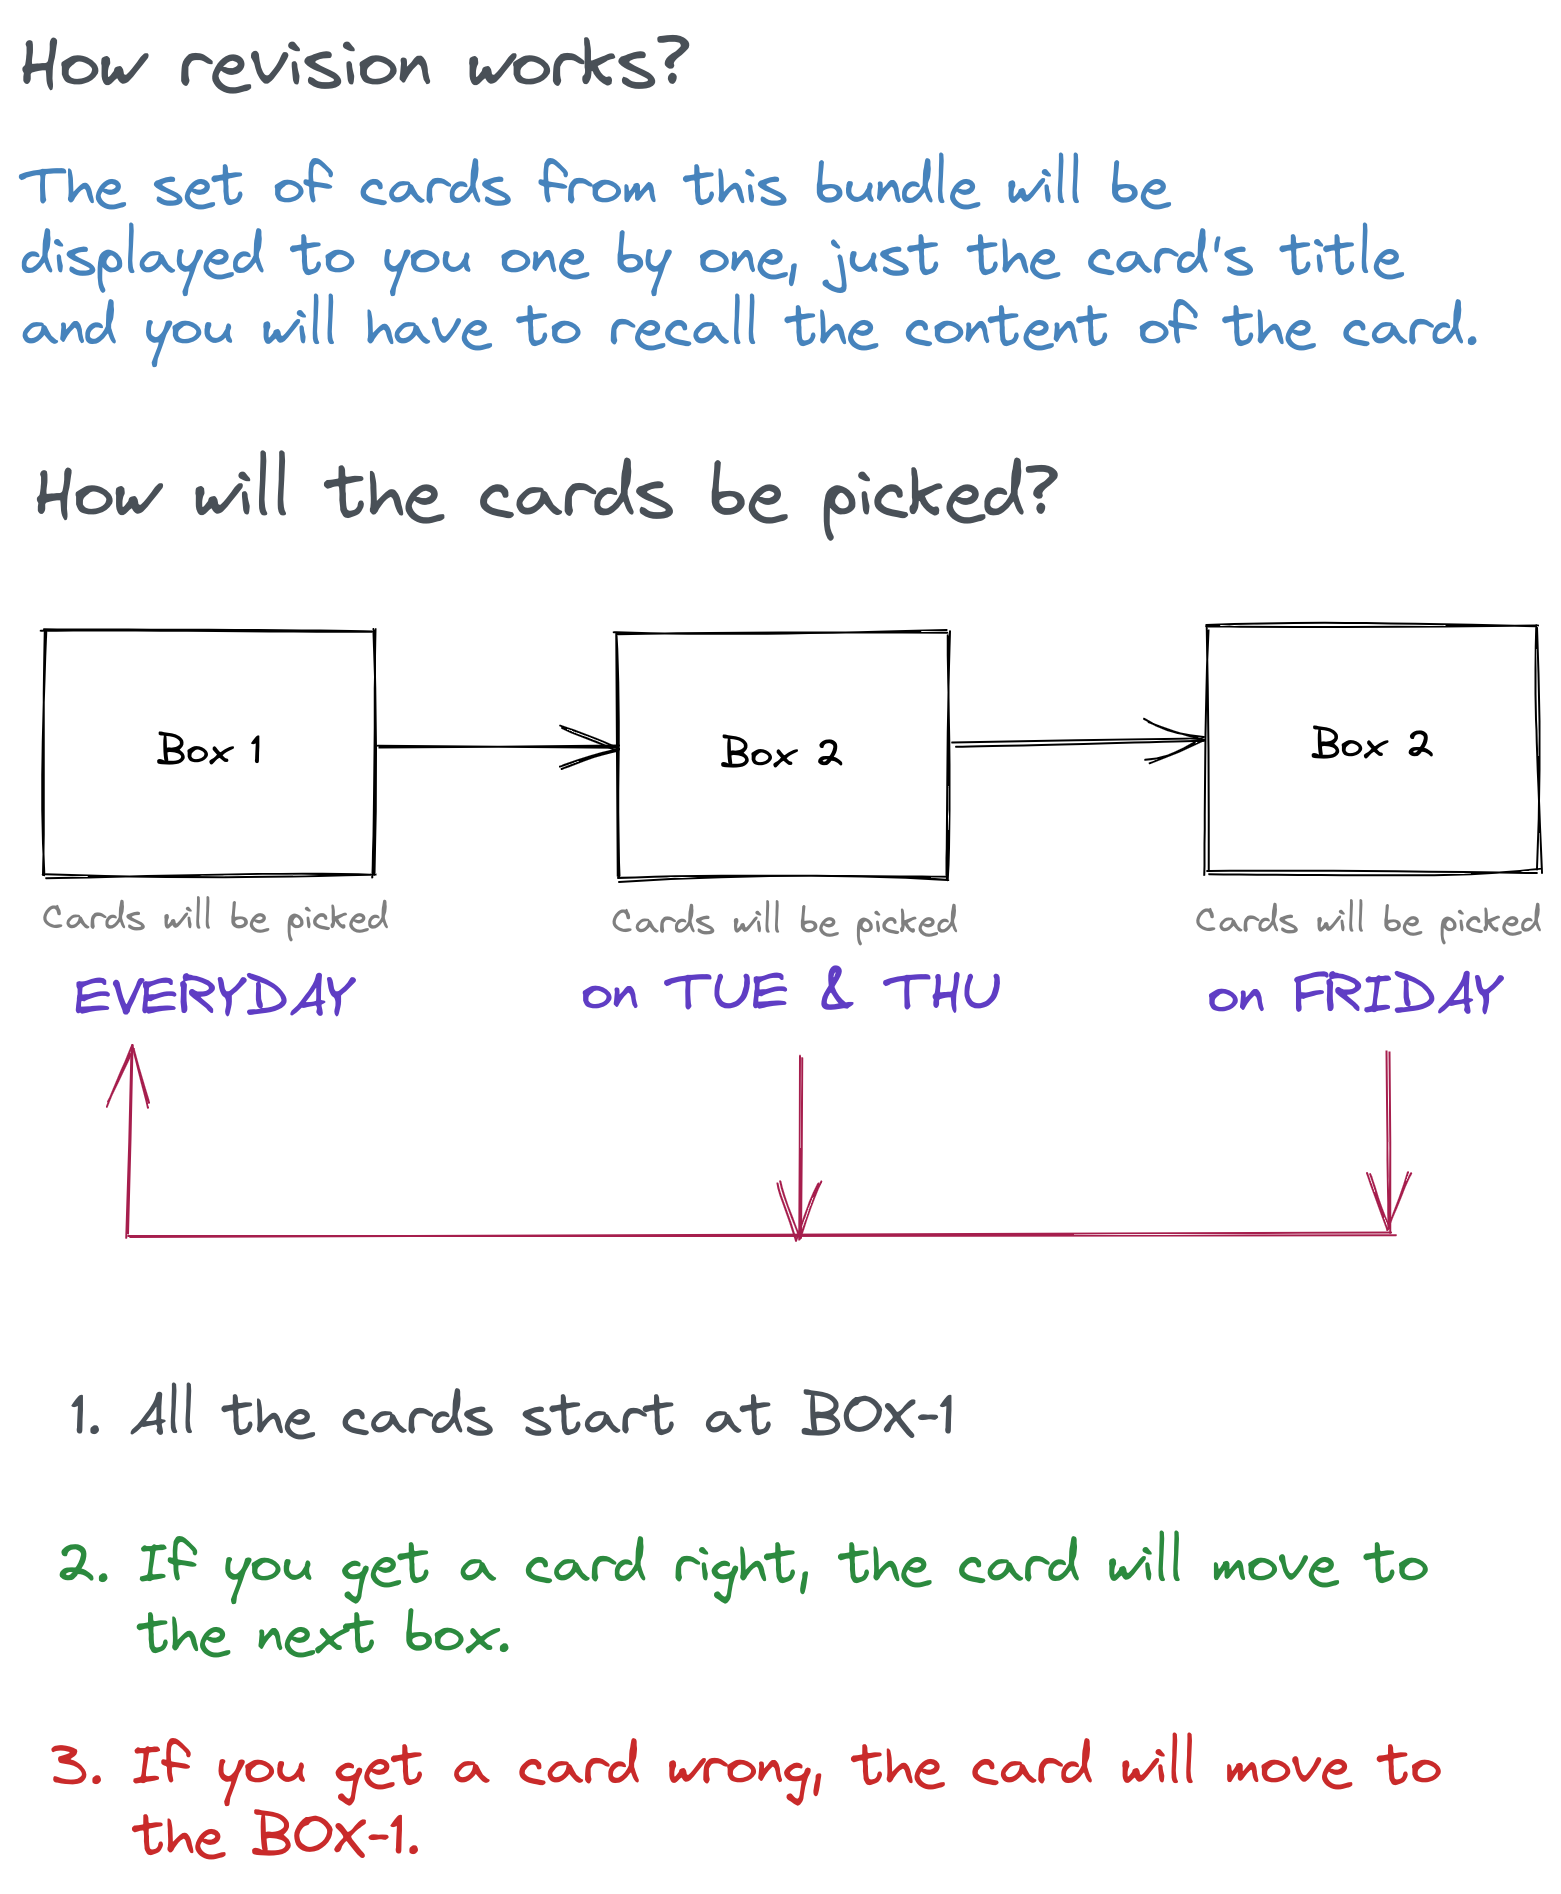 How revision works?
The set of cards from this bundle will be
displayed to you one by one, just the card's title
and you will have to recall the content of the card.
How will the cards be picked?
Box 1
Box 2
Box 2
Cards will be picked
EVERYDAY
Cards will be picked
on TUE & THU
Cards will be picked
on FRIDAY
1. All the cards start at BOX-1
2. If you get a card right, the card will move to
the next box.
3. If you get a card wrong, the card will move to
the BOX-1.